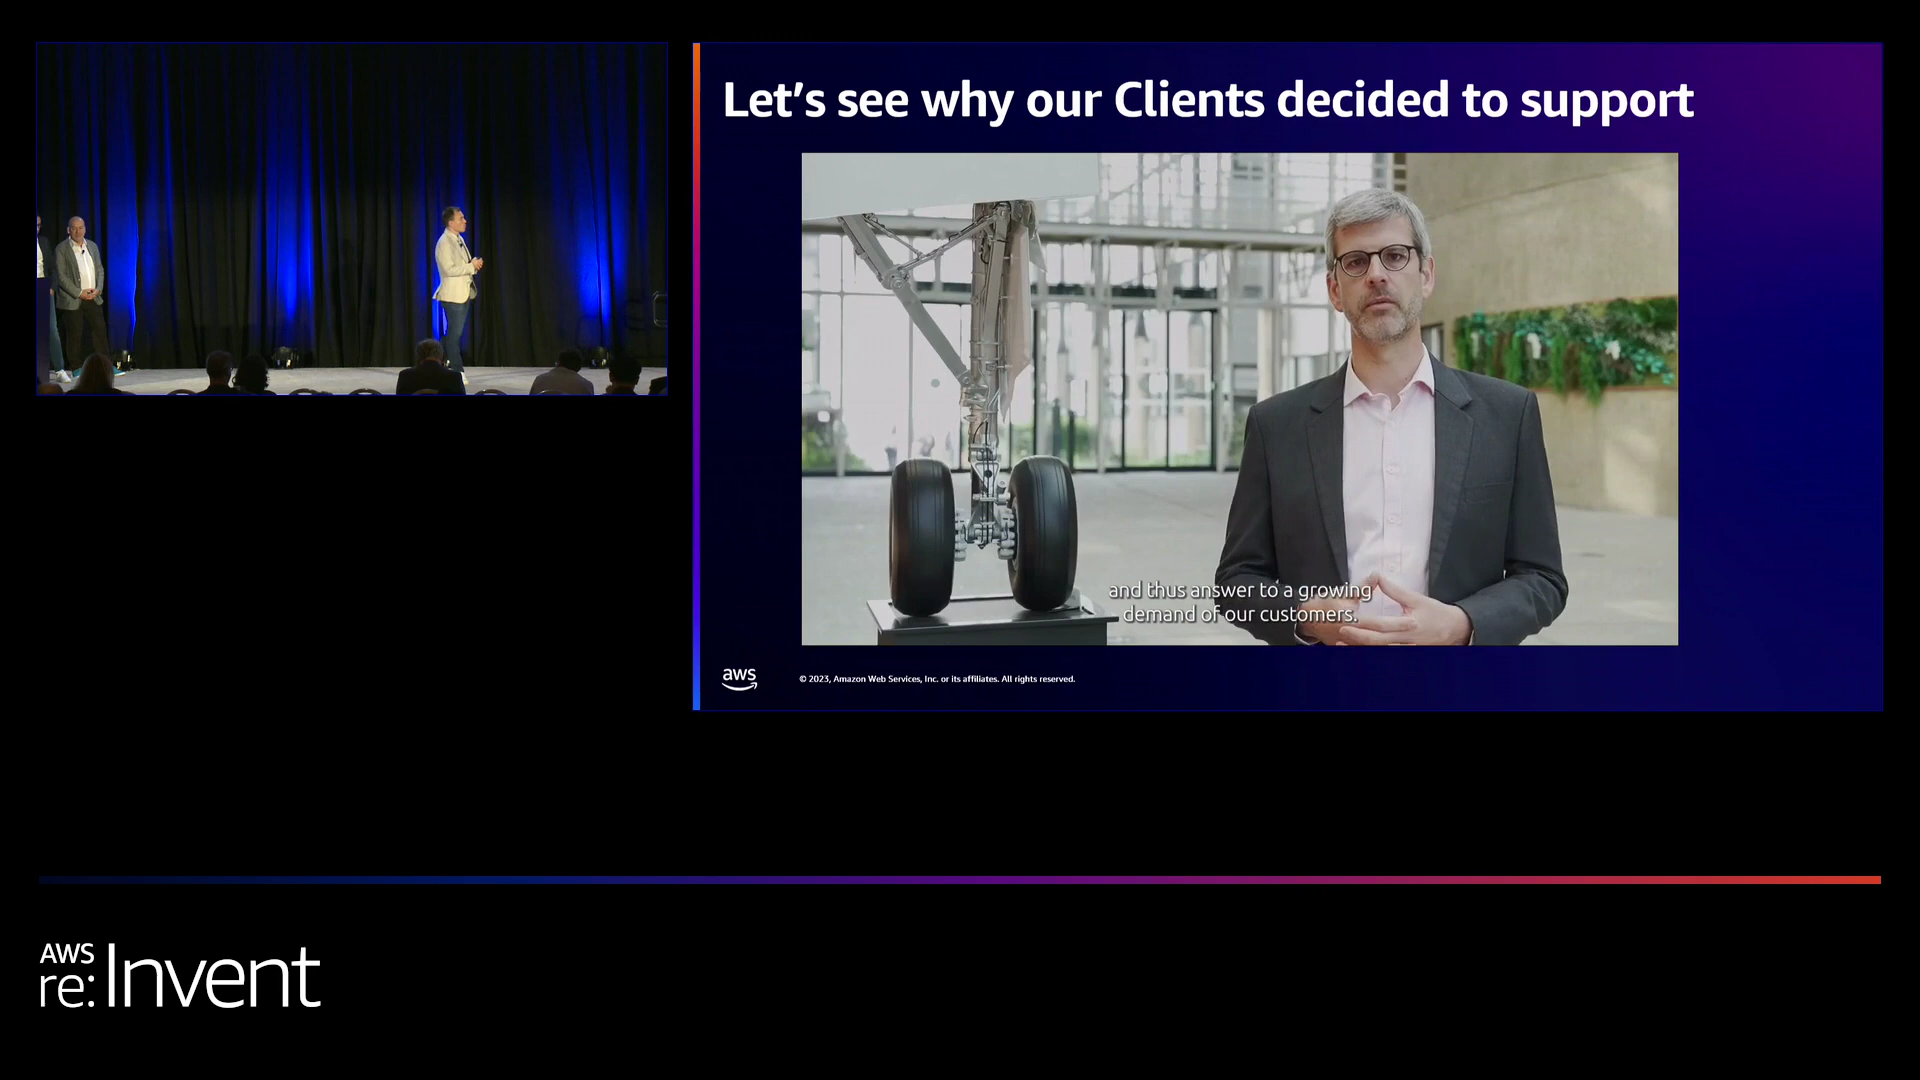 Let's see why our Clients decided to support
and thus answer to a growing
demand of our customers.
aws
© 2023, Amazon Web Services, Inc. or its affiliates. All rights reserved.
AWS
re:Invent